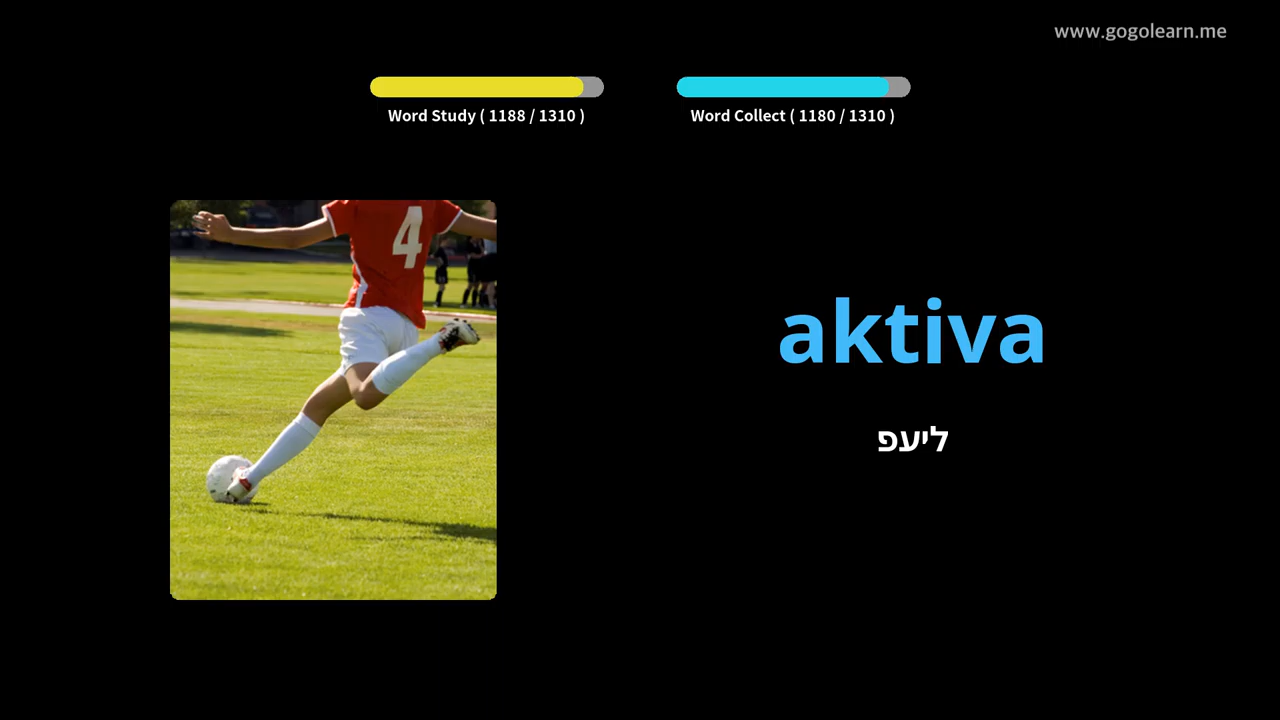 www.gogolearn.me
Word Study ( 1188 / 1310 )
Word Collect ( 1180 / 1310 )
4
aktiva
ליעפ